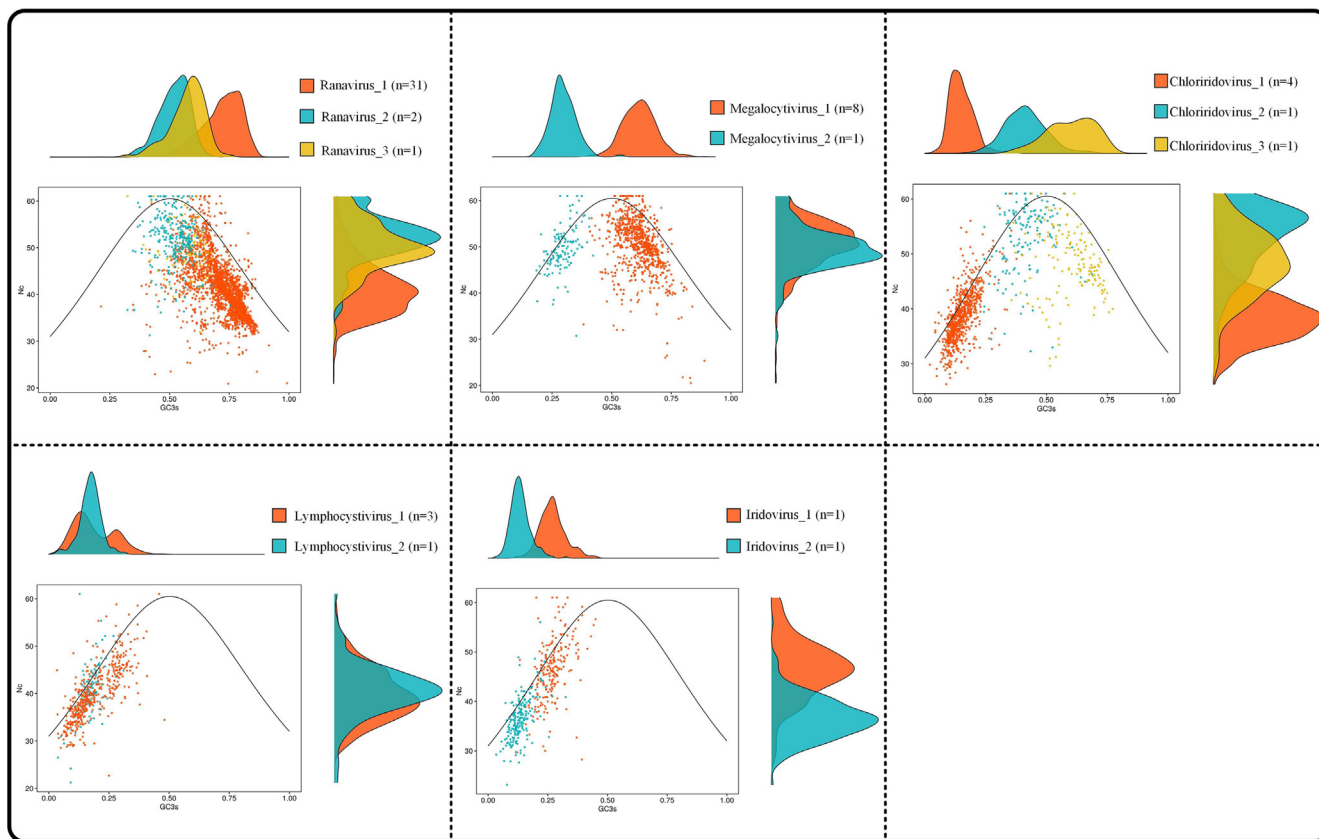 Ranavirus_1 (n=31)
Ranavirus_2 (n=2)
Ranavirus_3 (n=1)
60
50
40
30
20
Nc
0.00 0.25 0.50 0.75 1.00
GC3s
Megalocytivirus_1 (n=8)
Megalocytivirus_2 (n=1)
60
50
40
30
20
Nc
0.00 0.25 0.50 0.75 1.00
GC3s
Chloriridovirus_1 (n=4)
Chloriridovirus_2 (n=1)
Chloriridovirus_3 (n=1)
60
50
40
30
Nc
0.00 0.25 0.50 0.75 1.00
GC3s
Lymphocystivirus_1 (n=3)
Lymphocystivirus_2 (n=1)
60
50
40
30
20
Nc
0.00 0.25 0.50 0.75 1.00
GC3s
Iridovirus_1 (n=1)
Iridovirus_2 (n=1)
60
50
40
30
Nc
0.00 0.25 0.50 0.75 1.00
GC3s